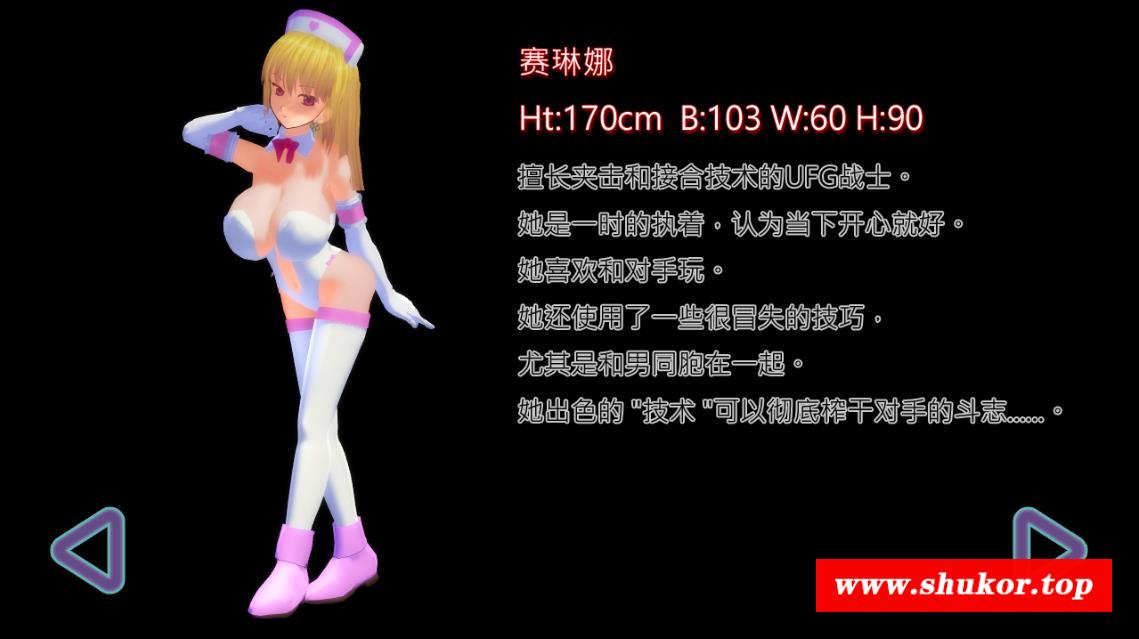 赛琳娜
Ht:170cm B:103 W:60 H:90
擅长夹击和接合技术的UFG战士。
她是一时的执着，认为当下开心就好。
她喜欢和对手玩。
她还使用了一些很冒失的技巧，
尤其是和男同胞在一起。
她出色的 "技术 "可以彻底榨干对手的斗志......。
www.shukor.top